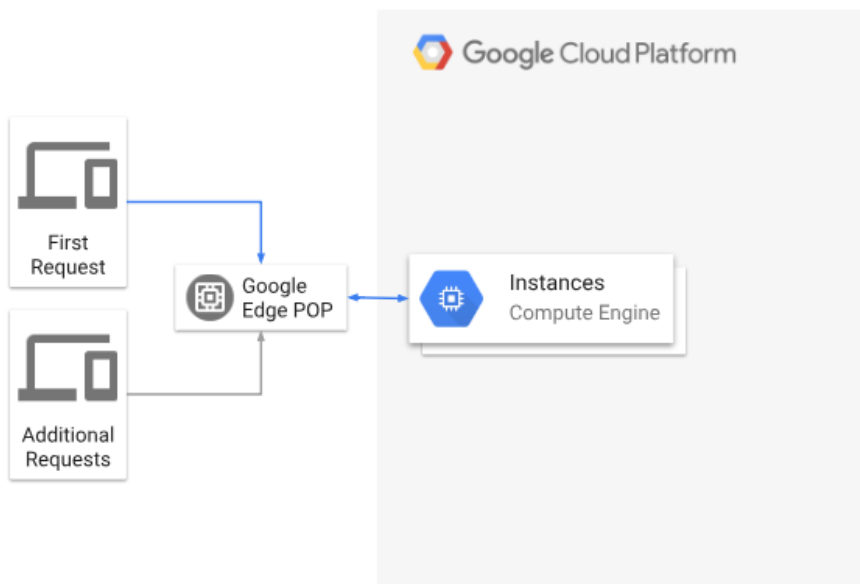 Google Cloud Platform
First
Request
Google
Edge POP
Instances
Compute Engine
Additional
Requests